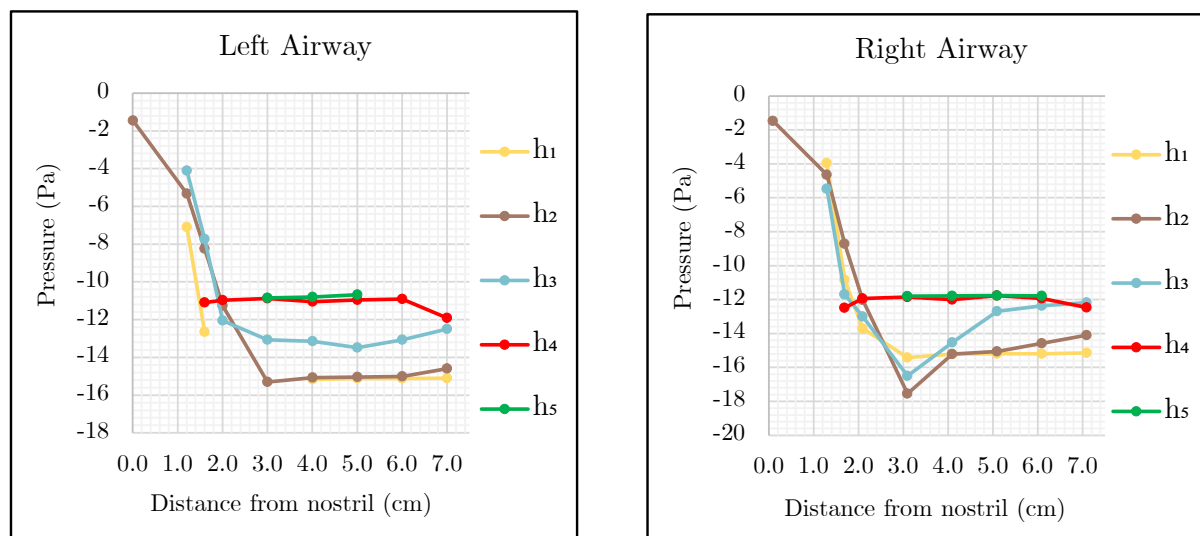 Left Airway
Pressure (Pa)
0
-2
-4
-6
-8
-10
-12
-14
-16
-18
0.0 1.0 2.0 3.0 4.0 5.0 6.0 7.0
Distance from nostril (cm)
h₁
h₂
h₃
h₄
h₅
Right Airway
Pressure (Pa)
0
-2
-4
-6
-8
-10
-12
-14
-16
-18
-20
0.0 1.0 2.0 3.0 4.0 5.0 6.0 7.0
Distance from nostril (cm)
h₁
h₂
h₃
h₄
h₅